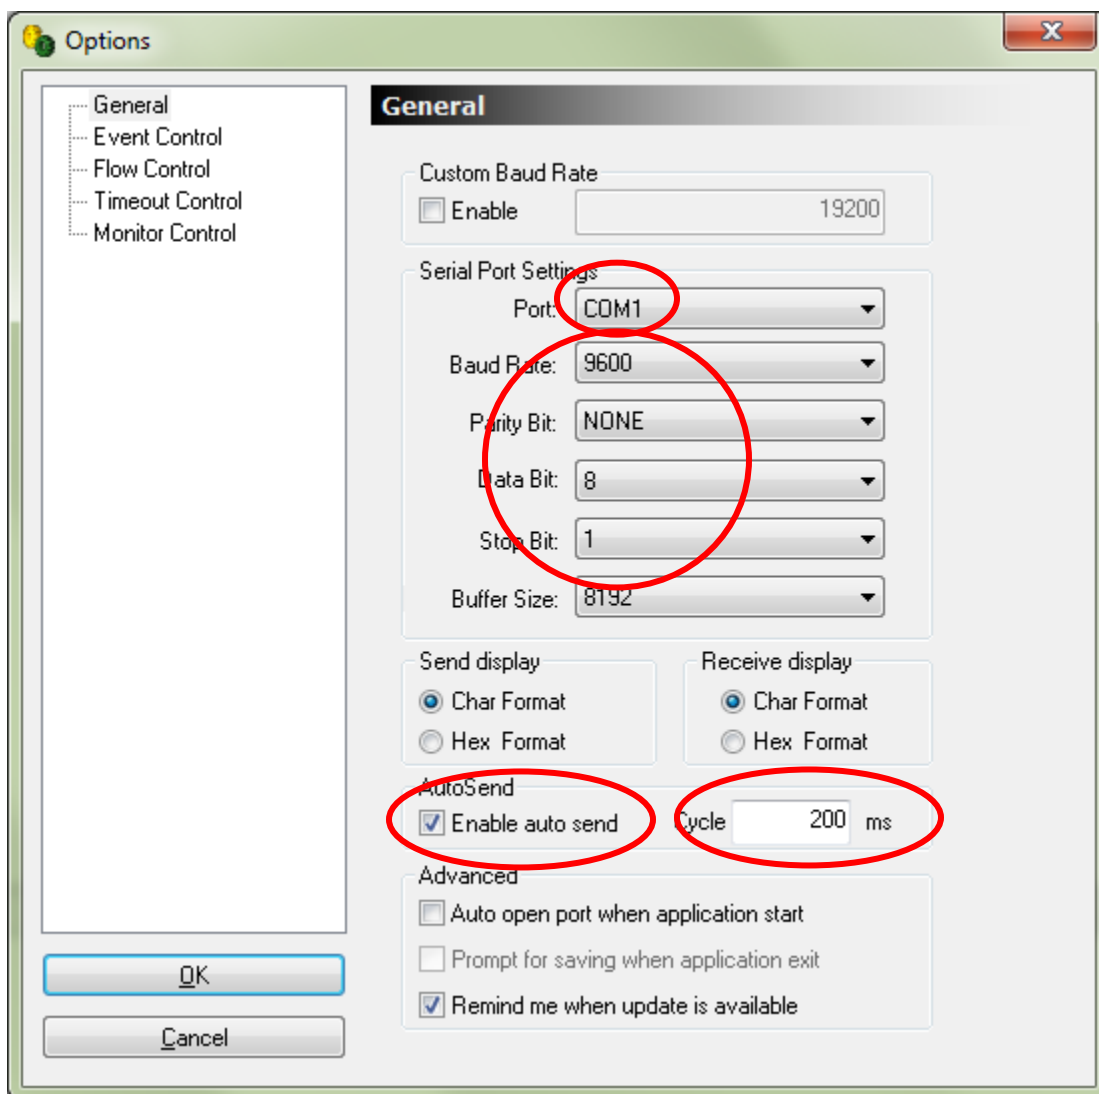 Options
General
Event Control
Flow Control
Timeout Control
Monitor Control
OK
Cancel
General
Custom Baud Rate
Enable 19200
Serial Port Settings
Port: COM1
Baud Rate: 9600
Parity Bit: NONE
Data Bit: 8
Stop Bit: 1
Buffer Size: 8192
Send display Receive display
Char Format Char Format
Hex Format Hex Format
AutoSend
Enable auto send Cycle 200 ms
Advanced
Auto open port when application start
Prompt for saving when application exit
Remind me when update is available